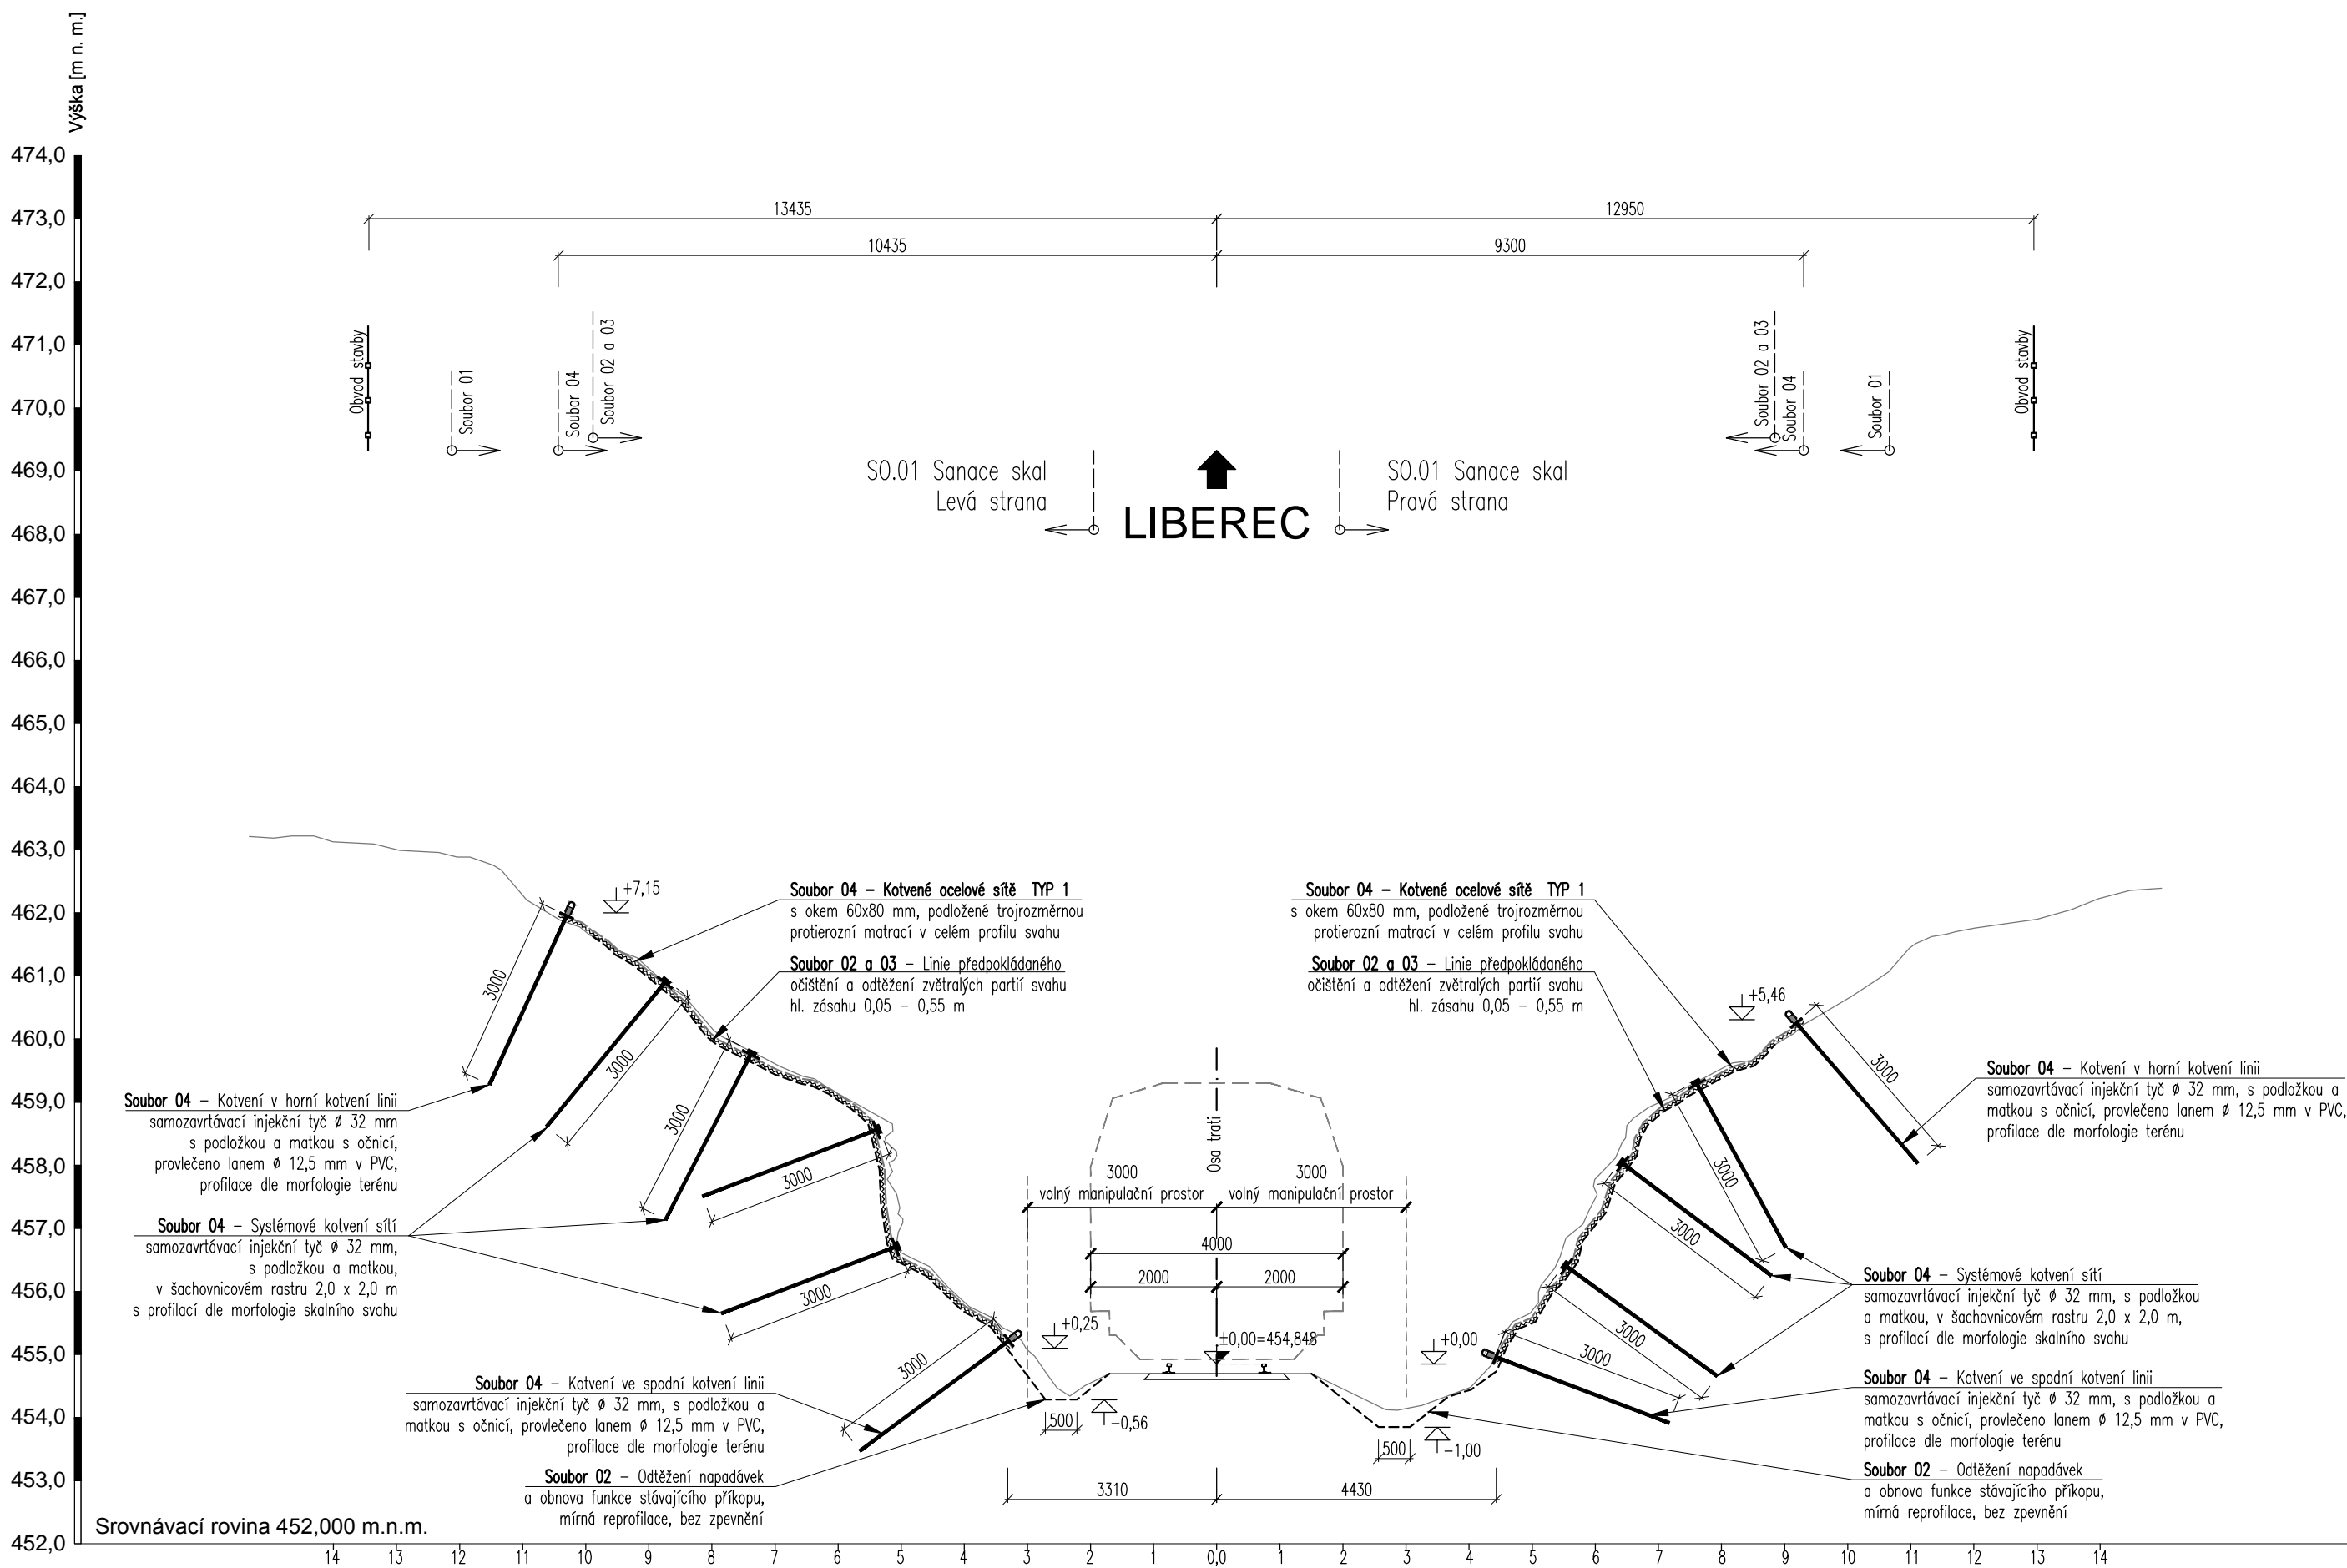 Výška [m n. m.]
474,0
473,0
472,0
471,0
470,0
469,0
468,0
467,0
466,0
465,0
464,0
463,0
462,0
461,0
460,0
459,0
458,0
457,0
456,0
455,0
454,0
453,0
452,0
13435
12950
10435
9300
Obvod stavby
Soubor 01
Soubor 04
Soubor 02 a 03
Soubor 02 a 03
Soubor 04
Soubor 01
Obvod stavby
SO.01 Sanace skal
Levá strana
LIBEREC
SO.01 Sanace skal
Pravá strana
+7,15
Soubor 04 – Kotvené ocelové sítě TYP 1
s okem 60x80 mm, podložené trojrozměrnou
protierozní matrací v celém profilu svahu
Soubor 02 a 03 – Linie předpokládaného
očištění a odtěžení zvětralých partií svahu
hl. zásahu 0,05 – 0,55 m
Soubor 04 – Kotvené ocelové sítě TYP 1
s okem 60x80 mm, podložené trojrozměrnou
protierozní matrací v celém profilu svahu
Soubor 02 a 03 – Linie předpokládaného
očištění a odtěžení zvětralých partií svahu
hl. zásahu 0,05 – 0,55 m
+5,46
3000
3000
3000
3000
3000
3000
Soubor 04 – Kotvení v horní kotvení linii
samozavrtávací injekční tyč ø 32 mm
s podložkou a matkou s očnicí,
provlečeno lanem ø 12,5 mm v PVC,
profilace dle morfologie terénu
Soubor 04 – Systémové kotvení sítí
samozavrtávací injekční tyč ø 32 mm,
s podložkou a matkou,
v šachovnicovém rastru 2,0 x 2,0 m
s profilací dle morfologie skalního svahu
Soubor 04 – Kotvení ve spodní kotvení linii
samozavrtávací injekční tyč ø 32 mm, s podložkou a
matkou s očnicí, provlečeno lanem ø 12,5 mm v PVC,
profilace dle morfologie terénu
Soubor 02 – Odtěžení napadávek
a obnova funkce stávajícího příkopu,
mírná reprofilace, bez zpevnění
Osa trati
3000
volný manipulační prostor
3000
volný manipulační prostor
4000
2000
2000
±0,00=454,848
+0,25
+0,00
500
-0,56
500
-1,00
3310
4430
3000
3000
3000
3000
3000
Soubor 04 – Kotvení v horní kotvení linii
samozavrtávací injekční tyč ø 32 mm, s podložkou a
matkou s očnicí, provlečeno lanem ø 12,5 mm v PVC,
profilace dle morfologie terénu
Soubor 04 – Systémové kotvení sítí
samozavrtávací injekční tyč ø 32 mm, s podložkou
a matkou, v šachovnicovém rastru 2,0 x 2,0 m,
s profilací dle morfologie skalního svahu
Soubor 04 – Kotvení ve spodní kotvení linii
samozavrtávací injekční tyč ø 32 mm, s podložkou a
matkou s očnicí, provlečeno lanem ø 12,5 mm v PVC,
profilace dle morfologie terénu
Soubor 02 – Odtěžení napadávek
a obnova funkce stávajícího příkopu,
mírná reprofilace, bez zpevnění
Srovnávací rovina 452,000 m.n.m.
14 13 12 11 10 9 8 7 6 5 4 3 2 1 0,0 1 2 3 4 5 6 7 8 9 10 11 12 13 14